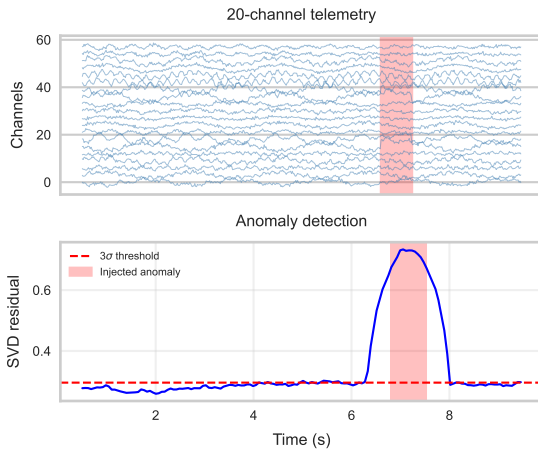 20-channel telemetry
Channels
60
40
20
0
Anomaly detection
SVD residual
0.6
0.4
3σ threshold
Injected anomaly
2 4 6 8
Time (s)